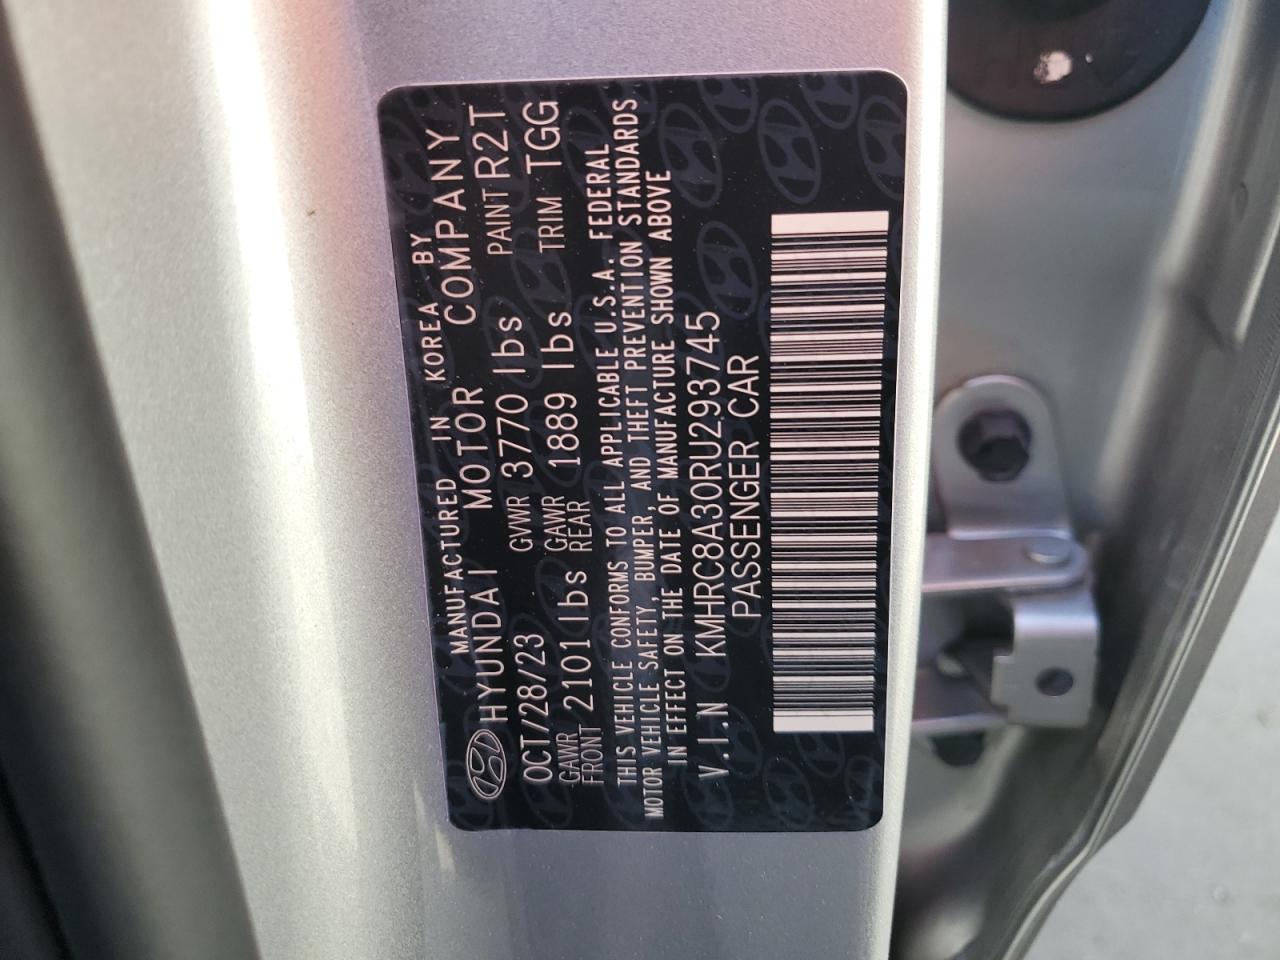 MANUFACTURED IN KOREA BY
HYUNDAI MOTOR COMPANY
OCT/28/23 GVWR 3770 lbs PAINT R2T
GAWR FRONT 2101 lbs GAWR REAR 1889 lbs TRIM TGG
THIS VEHICLE CONFORMS TO ALL APPLICABLE U.S.A. FEDERAL
MOTOR VEHICLE SAFETY, BUMPER, AND THEFT PREVENTION STANDARDS
IN EFFECT ON THE DATE OF MANUFACTURE SHOWN ABOVE
V.I.N KMHRC8A30RU293745
PASSENGER CAR